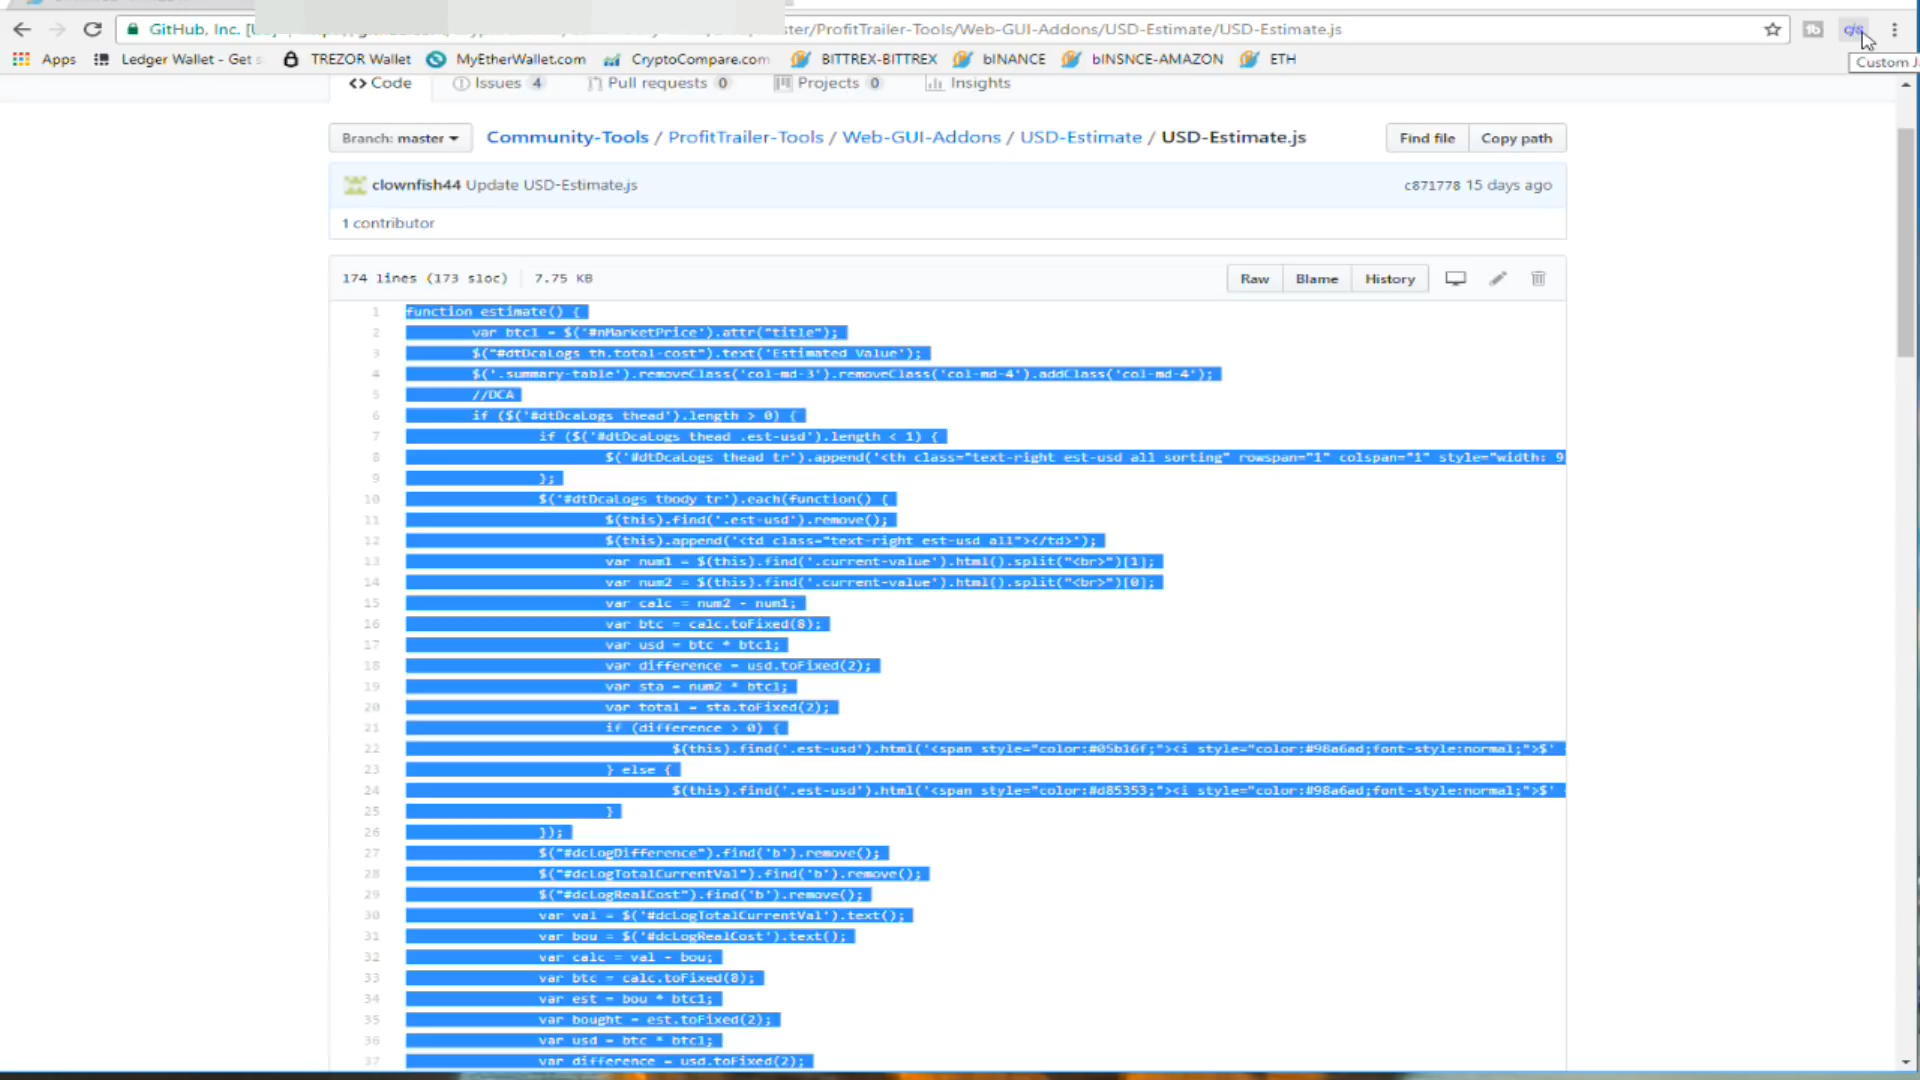 GitHub, Inc. [
ster/ProfitTrailer-Tools/Web-GUI-Addons/USD-Estimate/USD-Estimate.js
cjs
Apps Ledger Wallet - Get s TREZOR Wallet MyEtherWallet.com CryptoCompare.com BITTREX-BITTREX bINANCE bINSNCE-AMAZON ETH
Custom J
Code Issues 4 Pull requests 0 Projects 0 Insights
Branch: master Community-Tools / ProfitTrailer-Tools / Web-GUI-Addons / USD-Estimate / USD-Estimate.js Find file Copy path
clownfish44 Update USD-Estimate.js c871778 15 days ago
1 contributor
174 lines (173 sloc) 7.75 KB Raw Blame History
1 function estimate() {
2 var btc1 = $('#nMarketPrice').attr("title");
3 $("#dtDcaLogs th.total-cost").text('Estimated Value');
4 $('.summary-table').removeClass('col-md-3').removeClass('col-md-4').addClass('col-md-4');
5 //DCA
6 if ($('#dtDcaLogs thead').length > 0) {
7 if ($('#dtDcaLogs thead .est-usd').length < 1) {
8 $('#dtDcaLogs thead tr').append('<th class="text-right est-usd all sorting" rowspan="1" colspan="1" style="width: 9
9 };
10 $('#dtDcaLogs tbody tr').each(function() {
11 $(this).find('.est-usd').remove();
12 $(this).append('<td class="text-right est-usd all"></td>');
13 var num1 = $(this).find('.current-value').html().split("<br>")[1];
14 var num2 = $(this).find('.current-value').html().split("<br>")[0];
15 var calc = num2 - num1;
16 var btc = calc.toFixed(8);
17 var usd = btc * btc1;
18 var difference = usd.toFixed(2);
19 var sta = num2 * btc1;
20 var total = sta.toFixed(2);
21 if (difference > 0) {
22 $(this).find('.est-usd').html('<span style="color:#05b16f;"><i style="color:#98a6ad;font-style:normal;">$'
23 } else {
24 $(this).find('.est-usd').html('<span style="color:#d85353;"><i style="color:#98a6ad;font-style:normal;">$'
25 }
26 });
27 $("#dcLogDifference").find('b').remove();
28 $("#dcLogTotalCurrentVal").find('b').remove();
29 $("#dcLogRealCost").find('b').remove();
30 var val = $('#dcLogTotalCurrentVal').text();
31 var bou = $('#dcLogRealCost').text();
32 var calc = val - bou;
33 var btc = calc.toFixed(8);
34 var est = bou * btc1;
35 var bought = est.toFixed(2);
36 var usd = btc * btc1;
37 var difference = usd.toFixed(2);